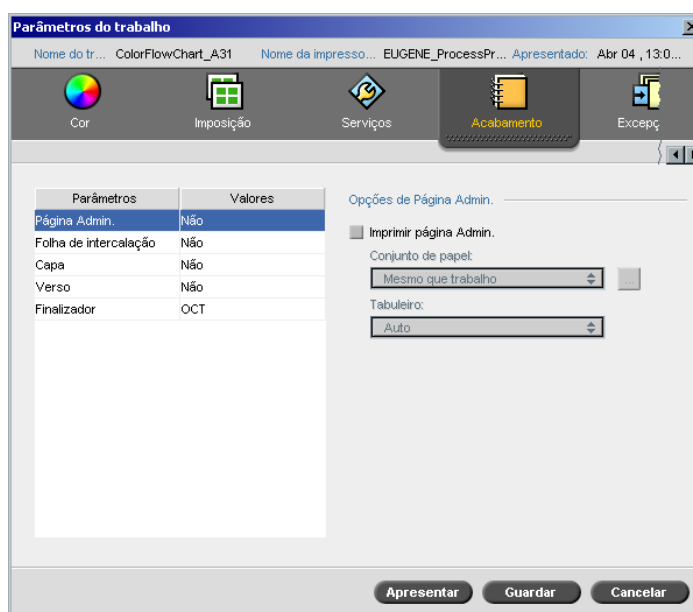 Parâmetros do trabalho
Nome do tr... ColorFlowChart_A31 Nome da impresso... EUGENE_ProcessPr... Apresentado: Abr 04 , 13:0...
Cor Imposição Serviços Acabamento Excepç
Parâmetros Valores
Página Admin. Não
Folha de intercalação Não
Capa Não
Verso Não
Finalizador OCT
Opções de Página Admin.
Imprimir página Admin.
Conjunto de papel:
Mesmo que trabalho ...
Tabuleiro:
Auto
Apresentar Guardar Cancelar